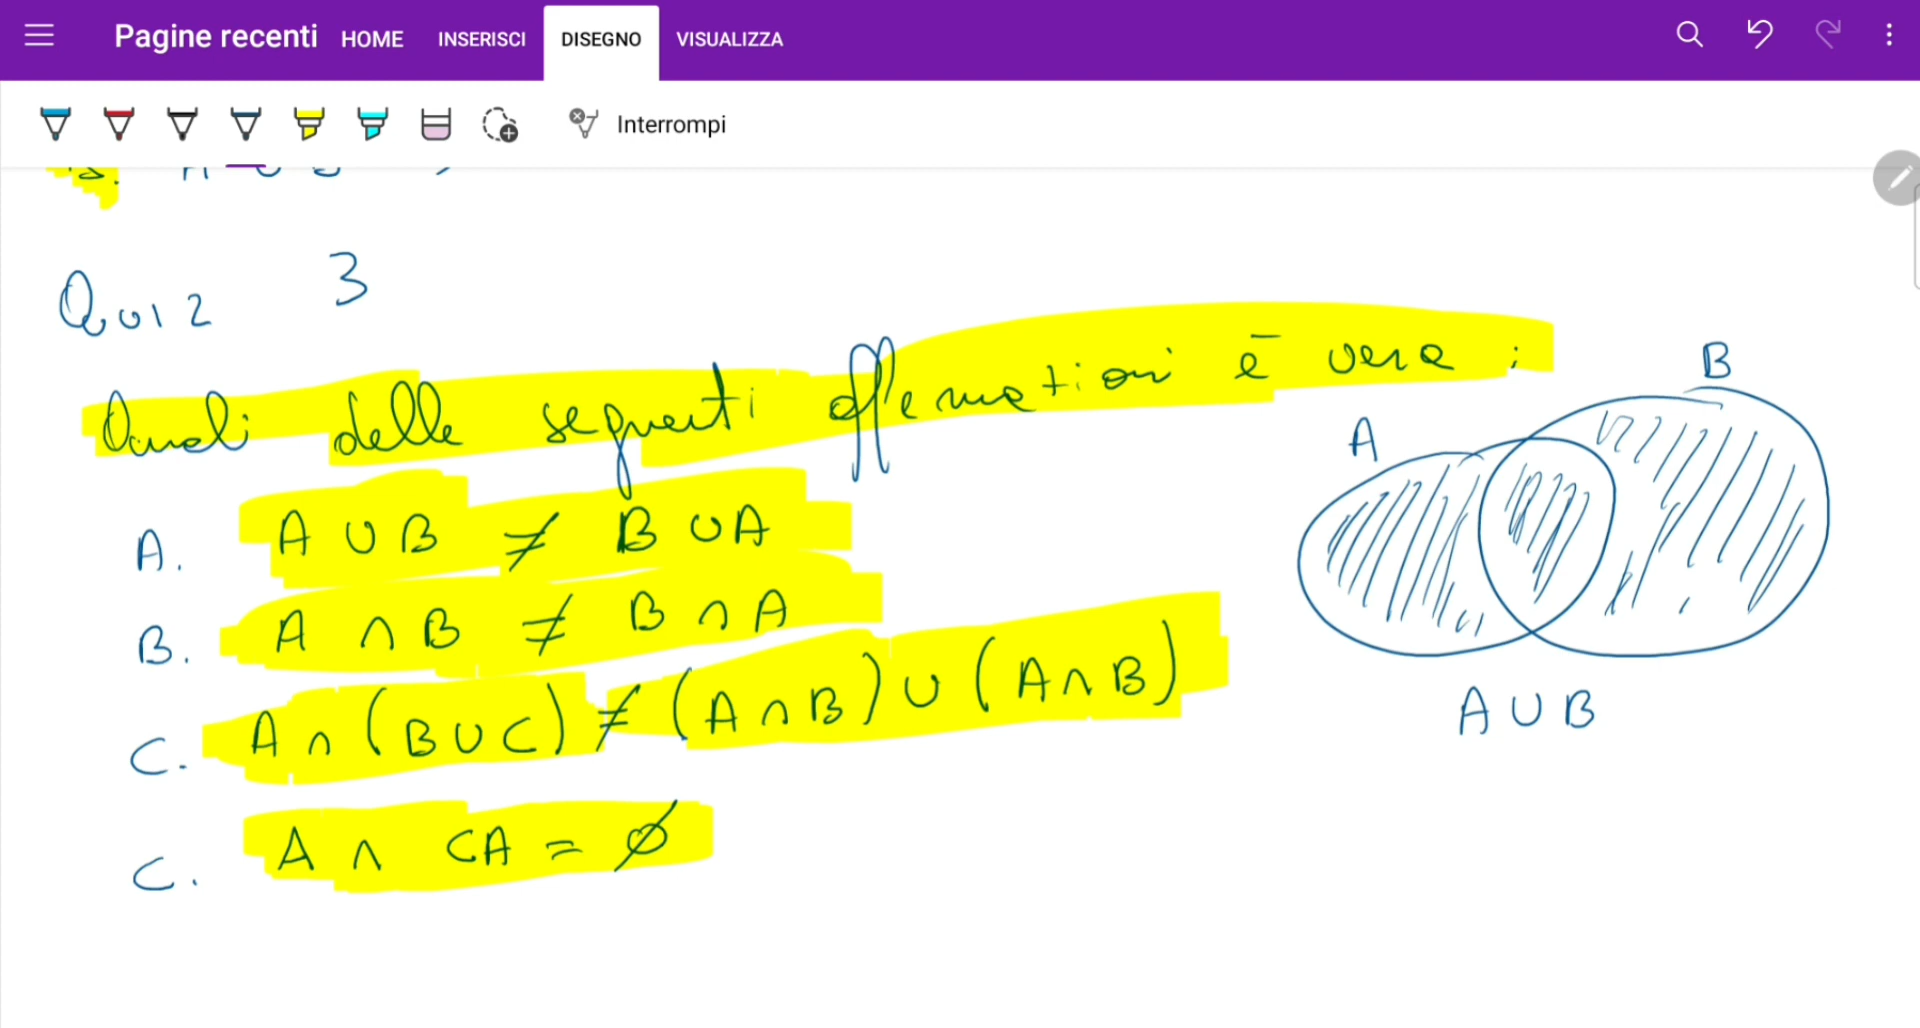 Pagine recenti HOME INSERISCI DISEGNO VISUALIZZA
Interrompi
Quiz 3
Quali delle seguenti affermazioni è vera:
A. A ∪ B ≠ B ∪ A
B. A ∩ B ≠ B ∩ A
C. A ∩ (B ∪ C) ≠ (A ∩ B) ∪ (A ∩ B)
C. A ∩ CA = ∅
A
B
A ∪ B